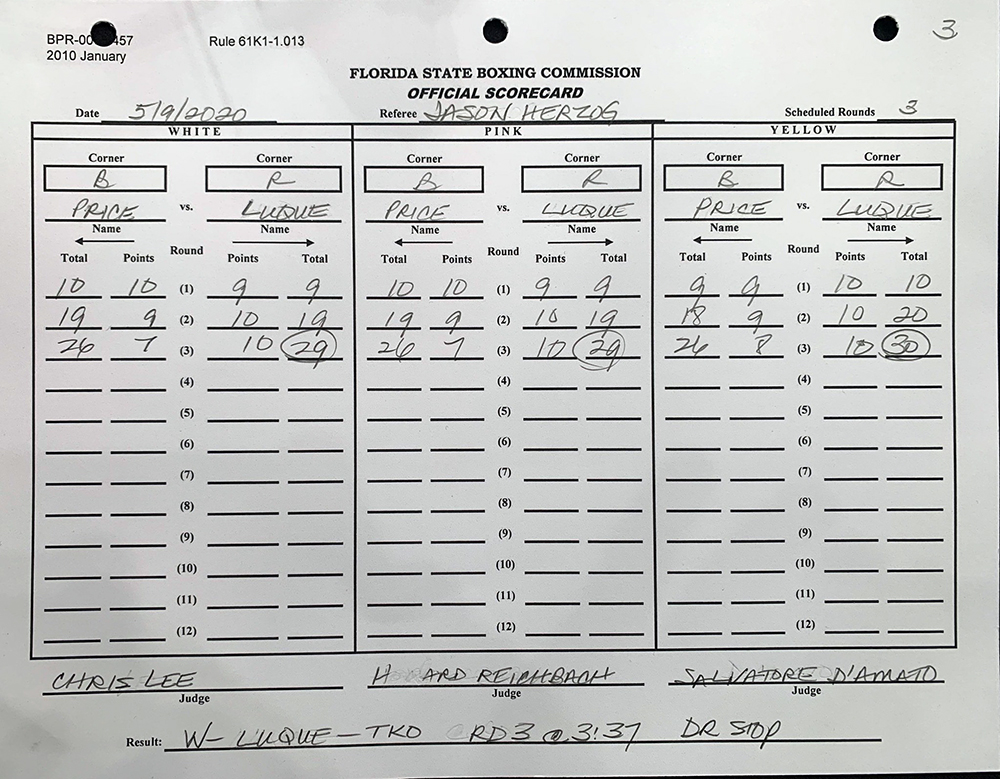 BPR-00 457 Rule 61K1-1.013 3
2010 January
FLORIDA STATE BOXING COMMISSION
OFFICIAL SCORECARD
Date 5/9/2020 Referee JASON HERZOG Scheduled Rounds 3
WHITE PINK YELLOW
Corner Corner Corner Corner Corner Corner
B R B R B R
PRICE vs. LUQUE PRICE vs. LUQUE PRICE vs. LUQUE
Name Name Name Name Name Name
Total Points Round Points Total Total Points Round Points Total Total Points Round Points Total
10 10 (1) 9 9 10 10 (1) 9 9 9 9 (1) 10 10
19 9 (2) 10 19 19 9 (2) 10 19 18 9 (2) 10 20
26 7 (3) 10 29 26 7 (3) 10 29 26 8 (3) 10 30
(4) (4) (4)
(5) (5) (5)
(6) (6) (6)
(7) (7) (7)
(8) (8) (8)
(9) (9) (9)
(10) (10) (10)
(11) (11) (11)
(12) (12) (12)
CHRIS LEE H ARD REICHBACH SALVATORE D'AMATO
Judge Judge Judge
Result: W- LUQUE - TKO RD3 @ 3:37 DR STOP